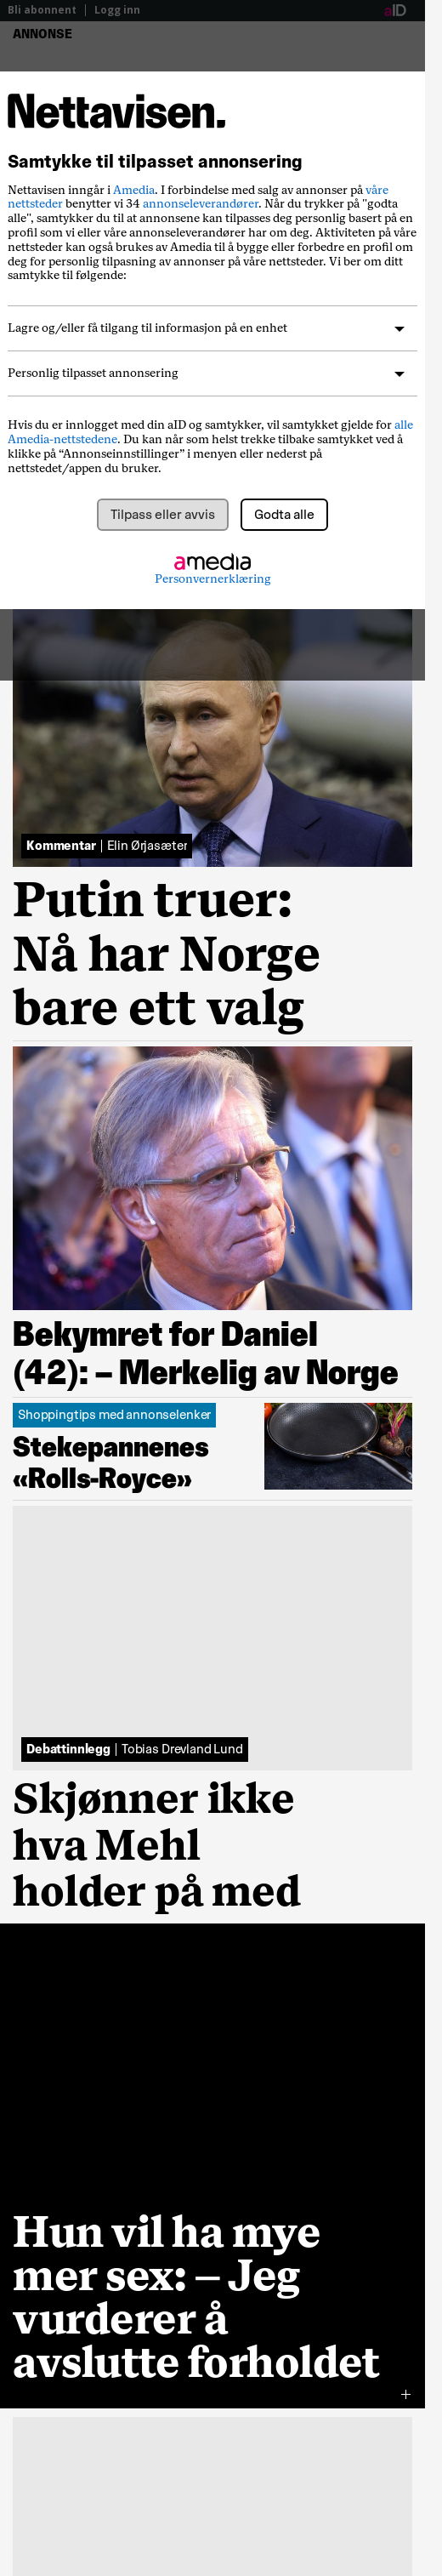 Bli abonnent | Logg inn
aID
ANNONSE
Nettavisen.
Samtykke til tilpasset annonsering
Nettavisen inngår i Amedia. I forbindelse med salg av annonser på våre
nettsteder benytter vi 34 annonseleverandører. Når du trykker på "godta
alle", samtykker du til at annonsene kan tilpasses deg personlig basert på en
profil som vi eller våre annonseleverandører har om deg. Aktiviteten på våre
nettsteder kan også brukes av Amedia til å bygge eller forbedre en profil om
deg for personlig tilpasning av annonser på våre nettsteder. Vi ber om ditt
samtykke til følgende:
Lagre og/eller få tilgang til informasjon på en enhet
Personlig tilpasset annonsering
Hvis du er innlogget med din aID og samtykker, vil samtykket gjelde for alle
Amedia-nettstedene. Du kan når som helst trekke tilbake samtykket ved å
klikke på “Annonseinnstillinger” i menyen eller nederst på
nettstedet/appen du bruker.
Tilpass eller avvis
Godta alle
amedia
Personvernerklæring
Kommentar | Elin Ørjasæter
Putin truer:
Nå har Norge
bare ett valg
Bekymret for Daniel
(42): – Merkelig av Norge
Shoppingtips med annonselenker
Stekepannenes
«Rolls-Royce»
Debattinnlegg | Tobias Drevland Lund
Skjønner ikke
hva Mehl
holder på med
Hun vil ha mye
mer sex: – Jeg
vurderer å
avslutte forholdet